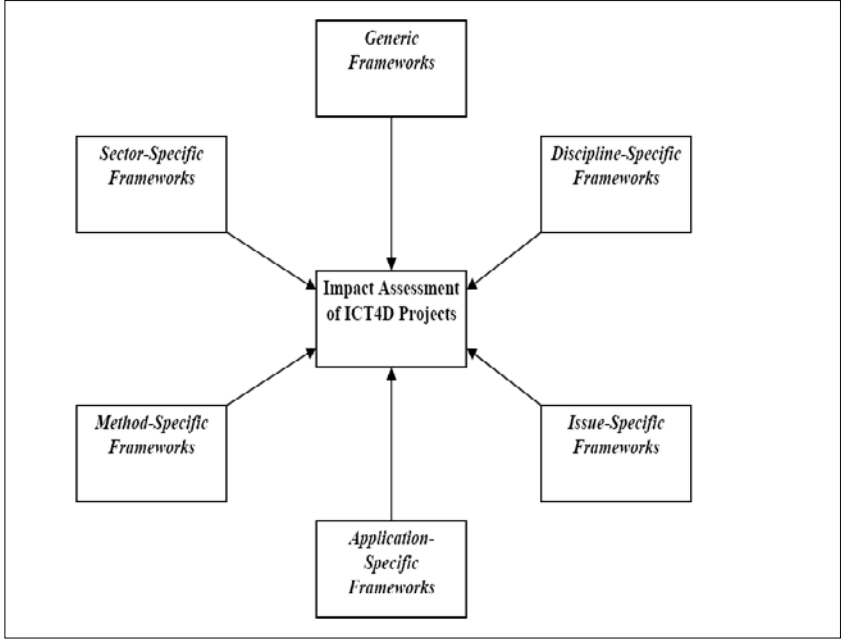 Generic
Frameworks
Sector-Specific
Frameworks
Discipline-Specific
Frameworks
Impact Assessment
of ICT4D Projects
Method-Specific
Frameworks
Issue-Specific
Frameworks
Application-
Specific
Frameworks